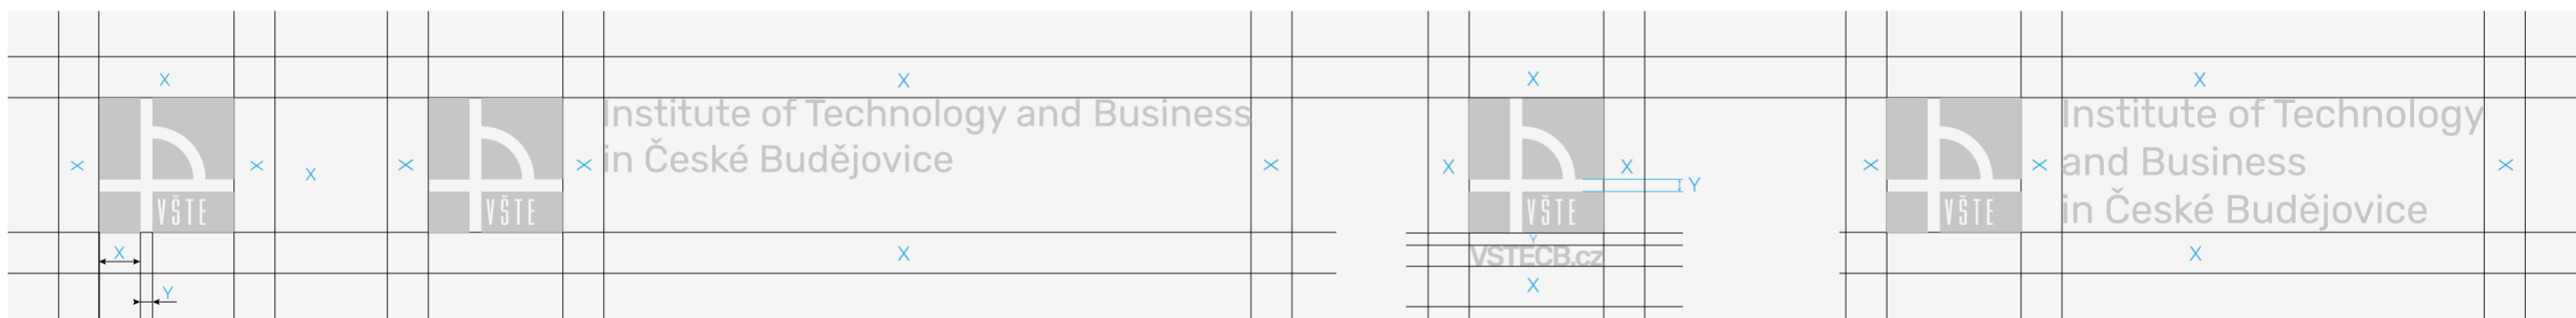 X
X
X
X
VŠTE
X
Y
X
X
X
X
Institute of Technology and Business
in České Budějovice
VŠTE
X
X
X
X
X
Y
VŠTE
Y
VSTECB.cz
X
X
X
X
Institute of Technology
and Business
in České Budějovice
X
VŠTE
X